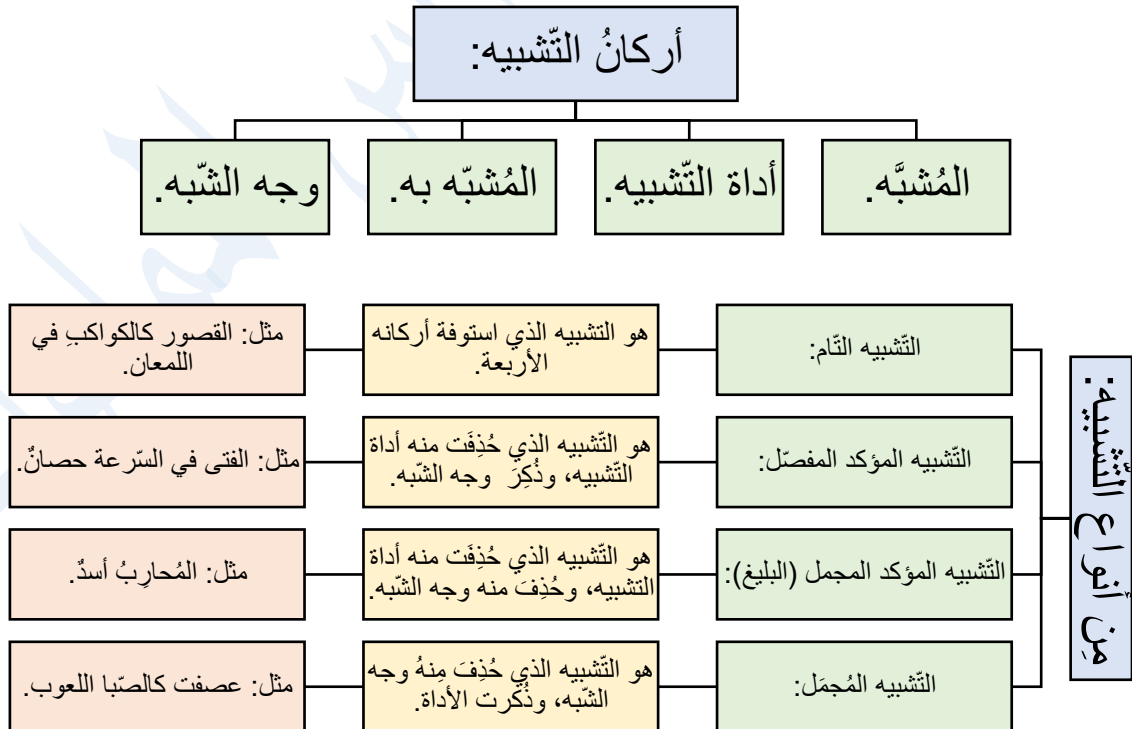 أركانُ التّشبيه:
المُشبَّه.
أداة التّشبيه.
المُشبّه به.
وجه الشّبه.
مِن أنواع التّشبيه:
التّشبيه التّام:
هو التشبيه الذي استوفة أركانه
الأربعة.
مثل: القصور كالكواكبِ في
اللمعان.
التّشبيه المؤكد المفصّل:
هو التّشبيه الذي حُذِفَت منه أداة
التّشبيه، وذُكِرَ وجه الشّبه.
مثل: الفتى في السّرعة حصانٌ.
التّشبيه المؤكد المجمل (البليغ):
هو التّشبيه الذي حُذِفَت منه أداة
التشبيه، وحُذِفَ منه وجه الشّبه.
مثل: المُحارِبُ أسدٌ.
التّشبيه المُجمَل:
هو التّشبيه الذي حُذِفَ مِنهُ وجه
الشّبه، وذُكّرت الأداة.
مثل: عصفت كالصّبا اللعوب.